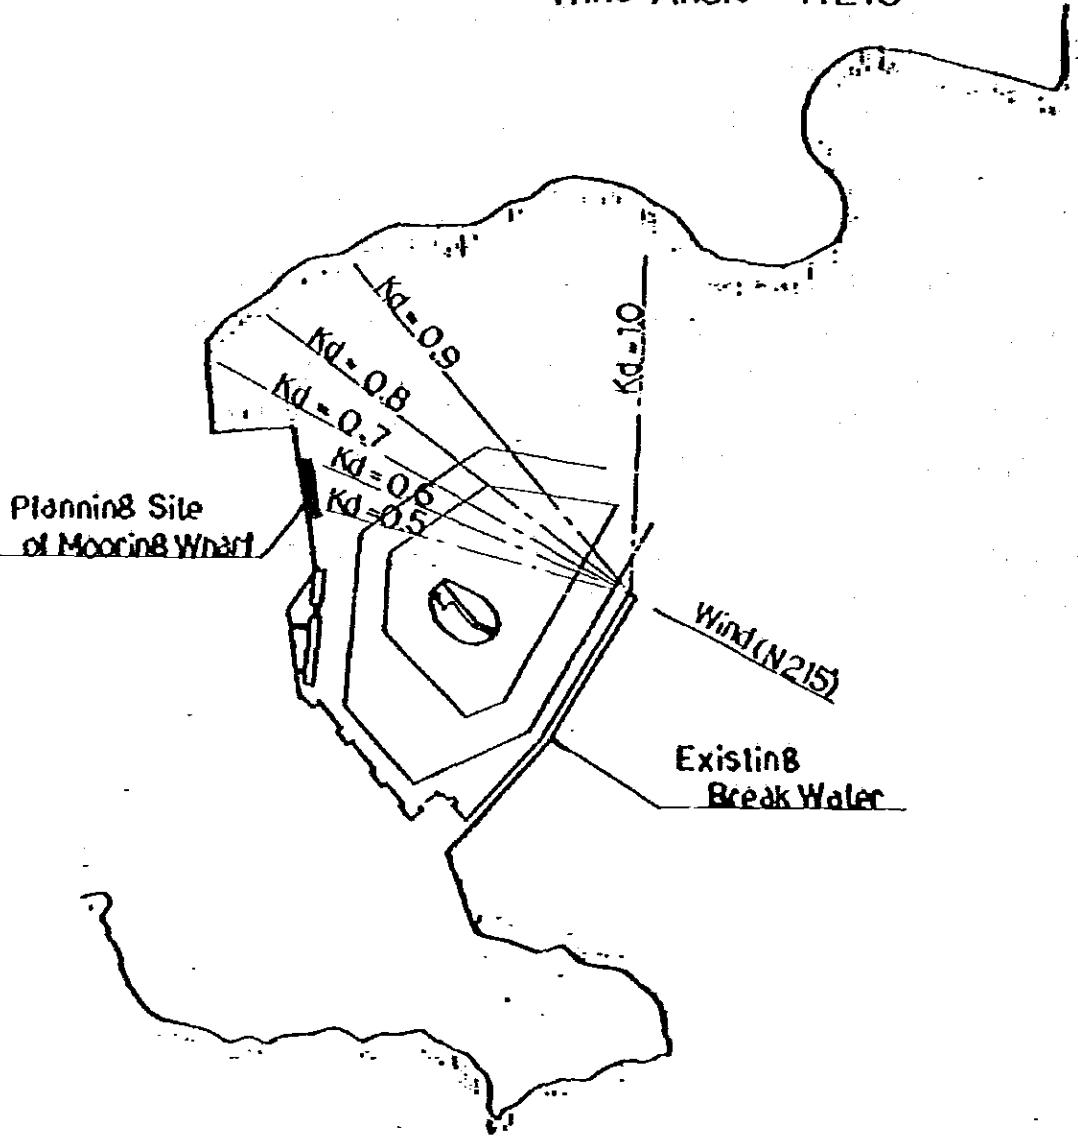 Kd = 0.9
Kd = 1.0
Kd = 0.8
Kd = 0.7
Kd = 0.6
Kd = 0.5
Planning Site
of Mooring Wharf
Wind (N215)
Existing
Break Water